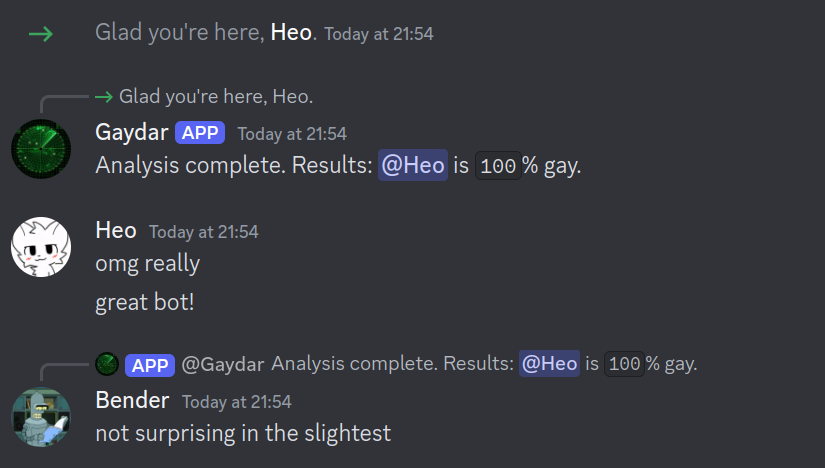 Glad you're here, Heo. Today at 21:54
Glad you're here, Heo.
Gaydar APP Today at 21:54
Analysis complete. Results: @Heo is 100% gay.
Heo Today at 21:54
omg really
great bot!
APP @Gaydar Analysis complete. Results: @Heo is 100% gay.
Bender Today at 21:54
not surprising in the slightest